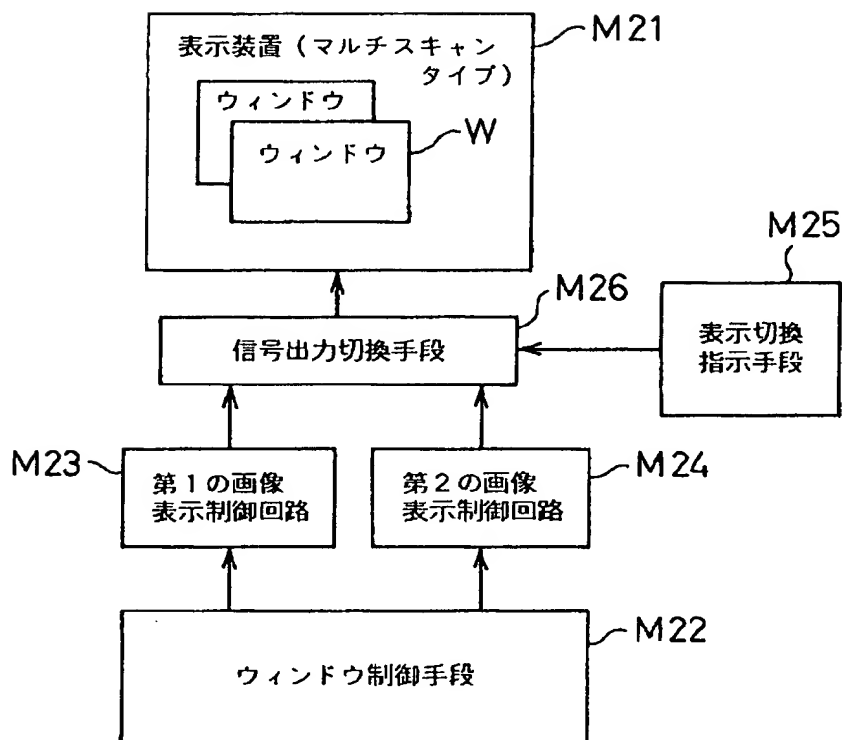 表示装置（マルチスキャン
タイプ）
M21
ウィンドウ
ウィンドウ
W
M25
M26
信号出力切換手段
表示切換
指示手段
M23
第１の画像
表示制御回路
第２の画像
表示制御回路
M24
M22
ウィンドウ制御手段